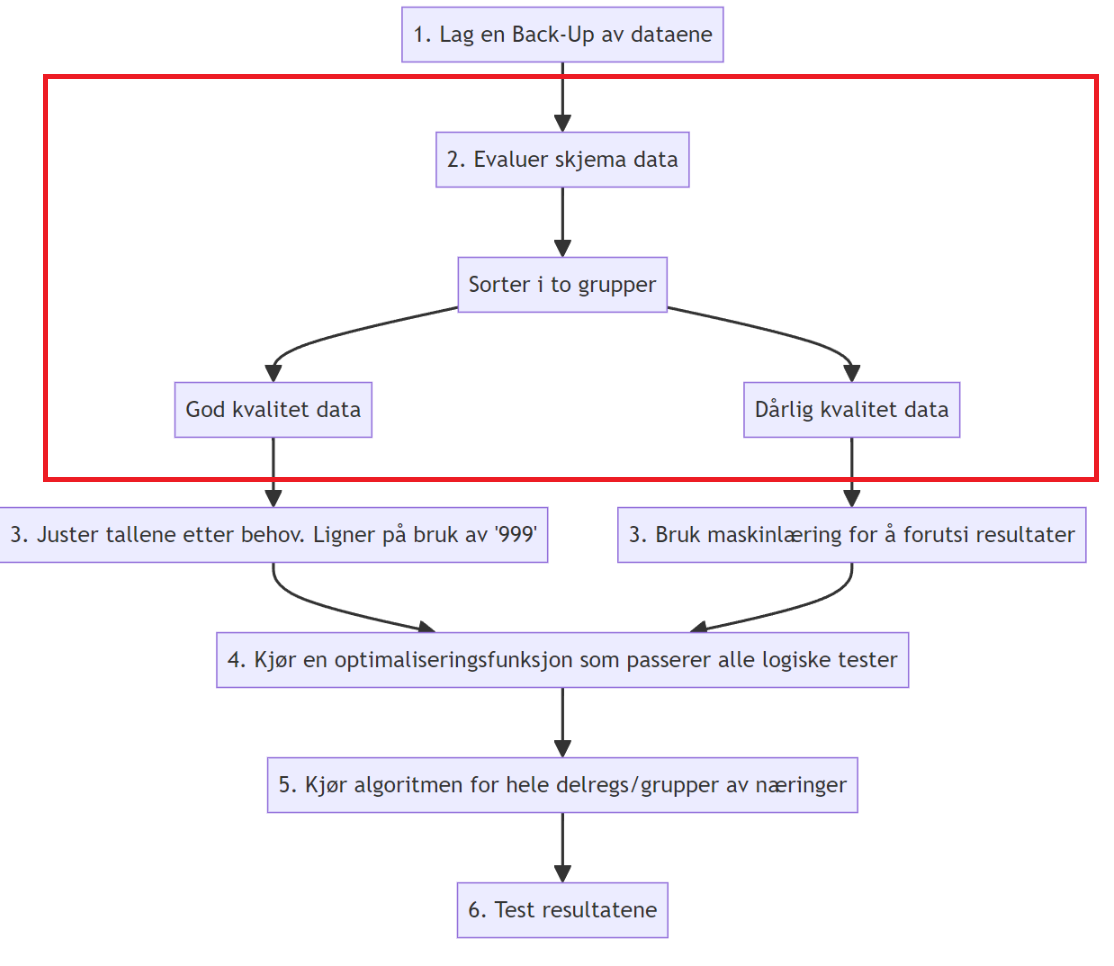 1. Lag en Back-Up av dataene
2. Evaluer skjema data
Sorter i to grupper
God kvalitet data
Dårlig kvalitet data
3. Juster tallene etter behov. Ligner på bruk av '999'
3. Bruk maskinlæring for å forutsi resultater
4. Kjør en optimaliseringsfunksjon som passerer alle logiske tester
5. Kjør algoritmen for hele delregs/grupper av næringer
6. Test resultatene